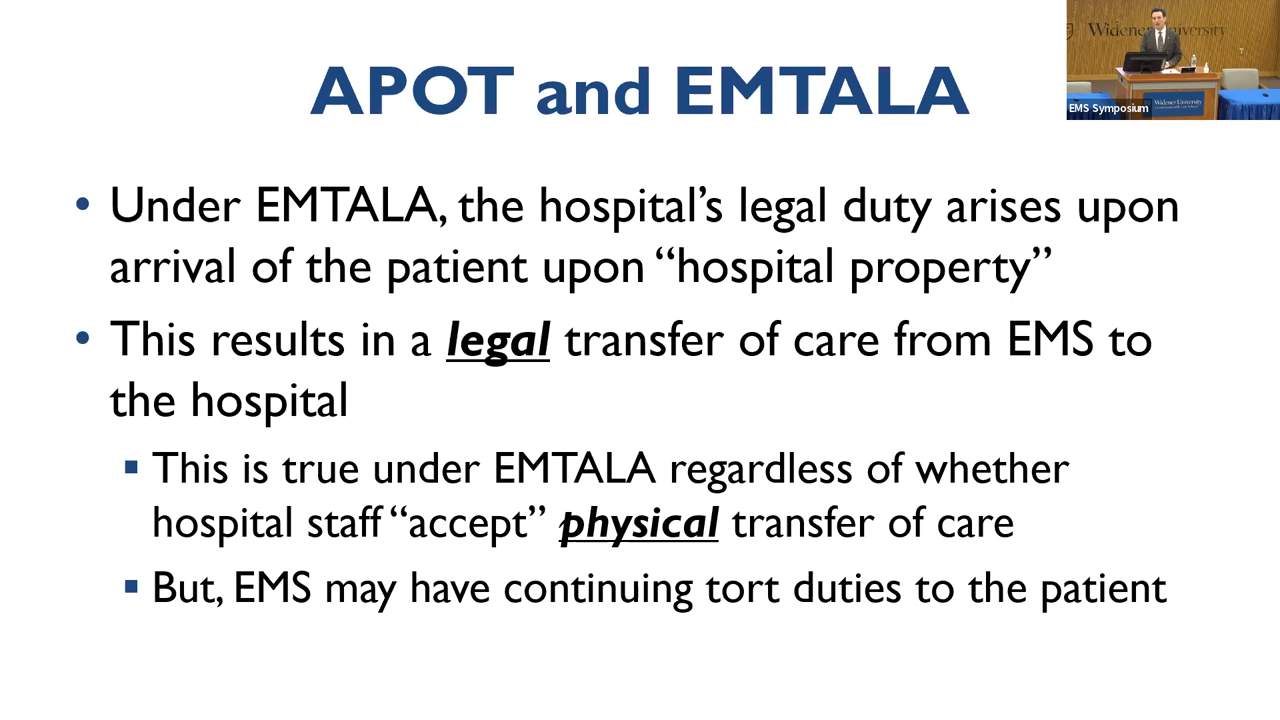 APOT and EMTALA
• Under EMTALA, the hospital’s legal duty arises upon
arrival of the patient upon “hospital property”
• This results in a legal transfer of care from EMS to
the hospital
▪ This is true under EMTALA regardless of whether
hospital staff “accept” physical transfer of care
▪ But, EMS may have continuing tort duties to the patient
Widener University
EMS Symposium
Widener University